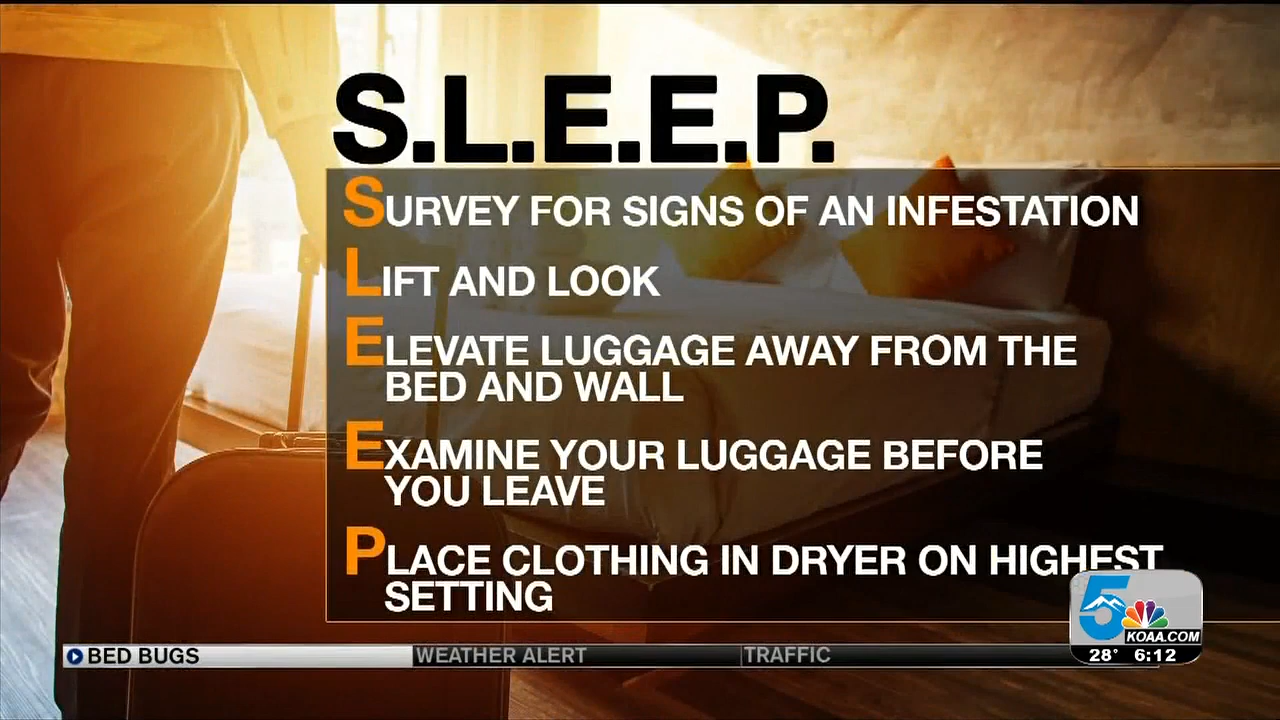 S.L.E.E.P.
SURVEY FOR SIGNS OF AN INFESTATION
LIFT AND LOOK
ELEVATE LUGGAGE AWAY FROM THE
BED AND WALL
EXAMINE YOUR LUGGAGE BEFORE
YOU LEAVE
PLACE CLOTHING IN DRYER ON HIGHEST
SETTING
5
KOAA.COM
28° 6:12
BED BUGS WEATHER ALERT TRAFFIC